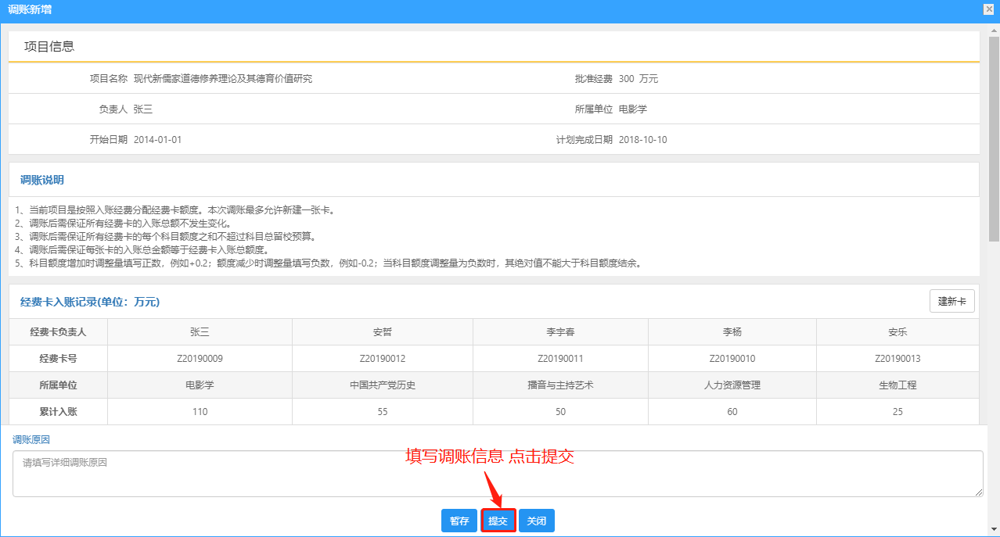 调账新增
项目信息
项目名称 现代新儒家道德修养理论及其德育价值研究 批准经费 300 万元
负责人 张三 所属单位 电影学
开始日期 2014-01-01 计划完成日期 2018-10-10
调账说明
1、当前项目是按照入账经费分配经费卡额度。本次调账最多允许新建一张卡。
2、调账后需保证所有经费卡的入账总额不发生变化。
3、调账后需保证所有经费卡的每个科目额度之和不超过科目总留校预算。
4、调账后需保证每张卡的入账总金额等于经费卡入账总额度。
5、科目额度增加时调整量填写正数，例如+0.2；额度减少时调整量填写负数，例如-0.2；当科目额度调整量为负数时，其绝对值不能大于科目额度结余。
经费卡入账记录(单位：万元) 建新卡
经费卡负责人 张三 安哲 李宇春 李杨 安乐
经费卡号 Z20190009 Z20190012 Z20190011 Z20190010 Z20190013
所属单位 电影学 中国共产党历史 播音与主持艺术 人力资源管理 生物工程
累计入账 110 55 50 60 25
调账原因
请填写详细调账原因
填写调账信息 点击提交
暂存 提交 关闭